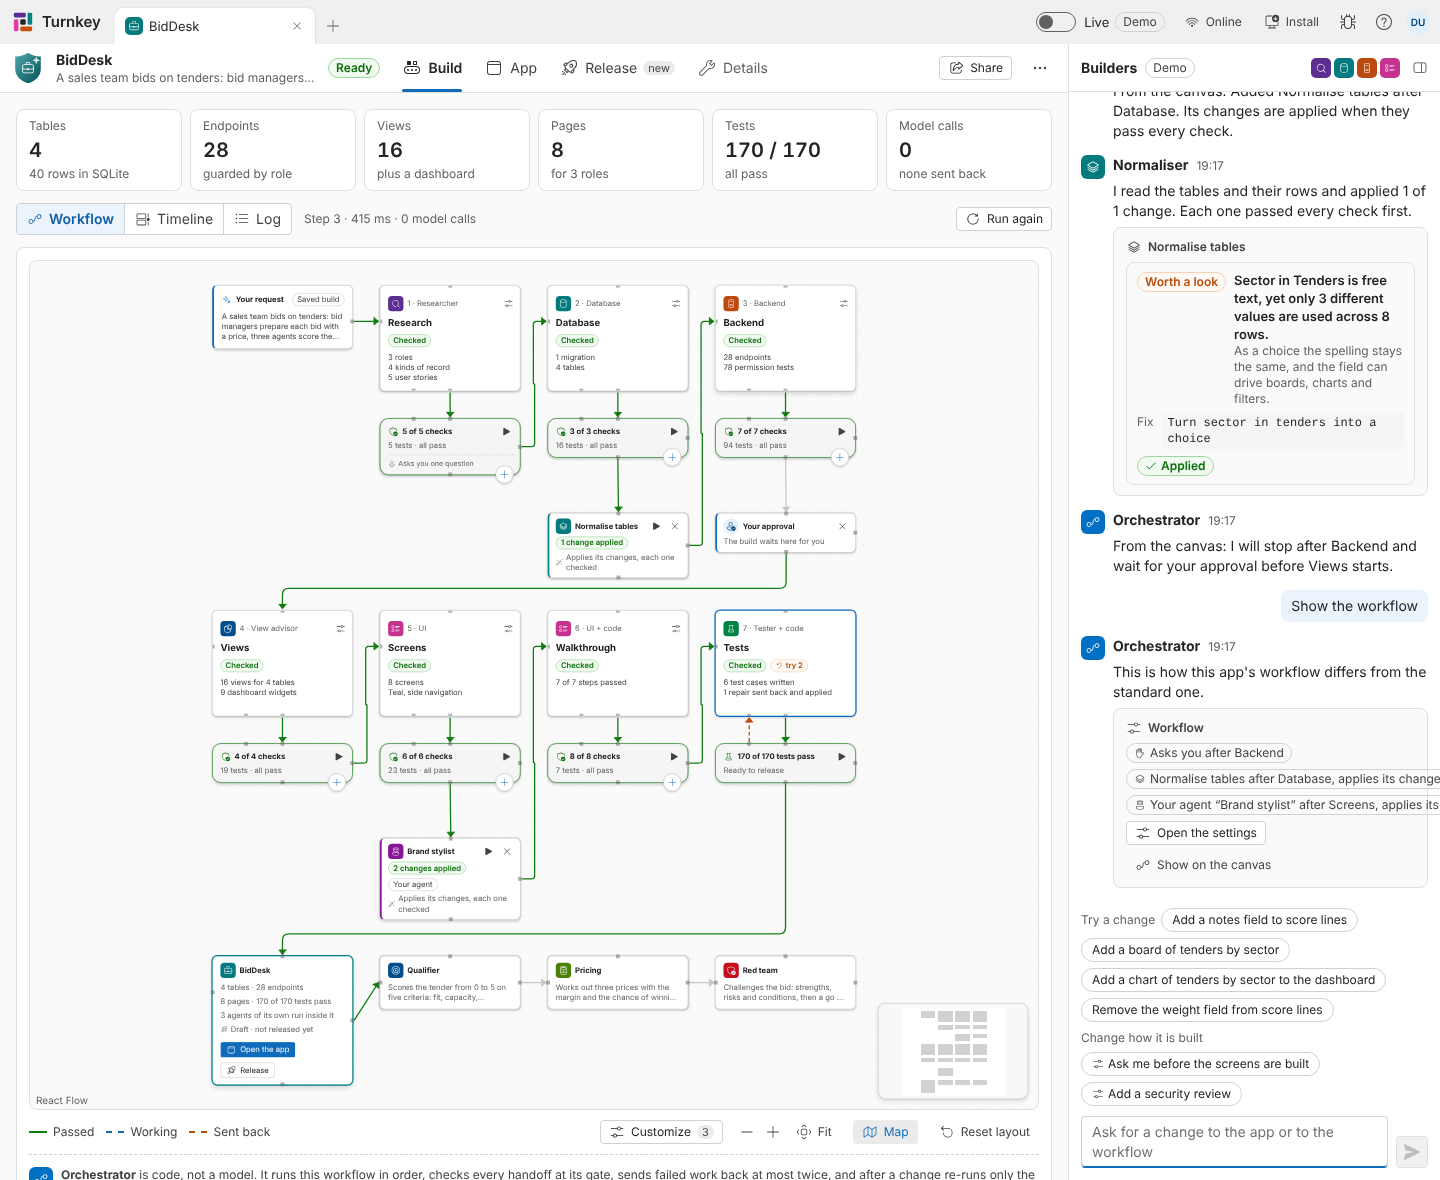 Turnkey
BidDesk
Live
Demo
Online
Install
DU
BidDesk
A sales team bids on tenders: bid managers...
Ready
Build
App
Release
new
Details
Share
Builders
Demo
Tables
4
40 rows in SQLite
Endpoints
28
guarded by role
Views
16
plus a dashboard
Pages
8
for 3 roles
Tests
170 / 170
all pass
Model calls
0
none sent back
Workflow
Timeline
Log
Step 3 · 415 ms · 0 model calls
Run again
Your request
Saved build
A sales team bids on tenders: bid
managers prepare each bid with
a price, three agents score the...
1 · Researcher
Research
Checked
3 roles
4 kinds of record
5 user stories
2 · Database
Database
Checked
1 migration
4 tables
3 · Backend
Backend
Checked
28 endpoints
78 permission tests
5 of 5 checks
5 tests · all pass
Asks you one question
3 of 3 checks
16 tests · all pass
7 of 7 checks
94 tests · all pass
Normalise tables
1 change applied
Applies its changes, each one
checked
Your approval
The build waits here for you
4 · View advisor
Views
Checked
16 views for 4 tables
9 dashboard widgets
5 · UI
Screens
Checked
8 screens
Teal, side navigation
6 · UI + code
Walkthrough
Checked
7 of 7 steps passed
7 · Tester + code
Tests
Checked
try 2
6 test cases written
1 repair sent back and applied
4 of 4 checks
19 tests · all pass
6 of 6 checks
23 tests · all pass
8 of 8 checks
7 tests · all pass
170 of 170 tests pass
Ready to release
Brand stylist
2 changes applied
Your agent
Applies its changes, each one
checked
BidDesk
4 tables · 28 endpoints
8 pages · 170 of 170 tests pass
3 agents of its own run inside it
Draft · not released yet
Open the app
Release
Qualifier
Scores the tender from 0 to 5 on
five criteria: fit, capacity,...
Pricing
Works out three prices with the
margin and the chance of winni...
Red team
Challenges the bid: strengths,
risks and conditions, then a go ...
React Flow
Passed
Working
Sent back
Customize
3
Fit
Map
Reset layout
Orchestrator is code, not a model. It runs this workflow in order, checks every handoff at its gate, sends failed work back at most twice, and after a change re-runs only the
From the canvas: Added Normalise tables after
Database. Its changes are applied when they
pass every check.
Normaliser 19:17
I read the tables and their rows and applied 1 of
1 change. Each one passed every check first.
Normalise tables
Worth a look
Sector in Tenders is free
text, yet only 3 different
values are used across 8
rows.
As a choice the spelling stays
the same, and the field can
drive boards, charts and
filters.
Fix
Turn sector in tenders into a
choice
Applied
Orchestrator 19:17
From the canvas: I will stop after Backend and
wait for your approval before Views starts.
Show the workflow
Orchestrator 19:17
This is how this app's workflow differs from the
standard one.
Workflow
Asks you after Backend
Normalise tables after Database, applies its change
Your agent “Brand stylist” after Screens, applies its
Open the settings
Show on the canvas
Try a change
Add a notes field to score lines
Add a board of tenders by sector
Add a chart of tenders by sector to the dashboard
Remove the weight field from score lines
Change how it is built
Ask me before the screens are built
Add a security review
Ask for a change to the app or to the
workflow